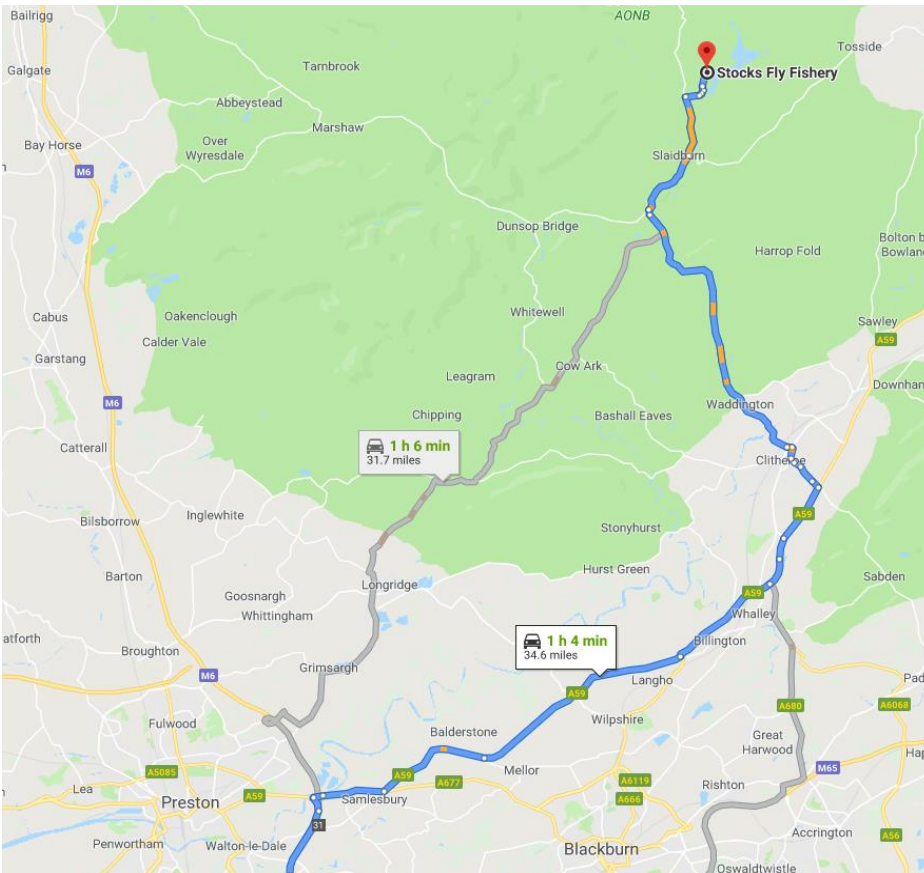 Bailrigg
AONB
Tosside
Tarnbrook
Stocks Fly Fishery
Galgate
Abbeystead
Marshaw
Over
Wyresdale
Bay Horse
M6
Slaidburn
Dunsop Bridge
Harrop Fold
Bolton b
Bowlan
Whitewell
Cabus
Oakenclough
Sawley
Calder Vale
A59
Garstang
Cow Ark
Leagram
Downhan
M6
Chipping
Bashall Eaves
Waddington
1 h 6 min
31.7 miles
Catterall
Clitheroe
A59
Bilsborrow
Inglewhite
Stonyhurst
Hurst Green
Barton
Longridge
Sabden
A59
Goosnargh
Whittingham
Whalley
atforth
1 h 4 min
34.6 miles
Billington
Broughton
Grimsargh
M6
Langho
Pad
A59
A680
A6068
Fulwood
Wilpshire
Balderstone
Great
Harwood
Hap
A5085
A59
A677
Mellor
A6119
M65
Lea
Rishton
Preston
A59
Samlesbury
A666
31
Accrington
Penwortham
Walton-le-Dale
Blackburn
A56
Oswaldtwistle